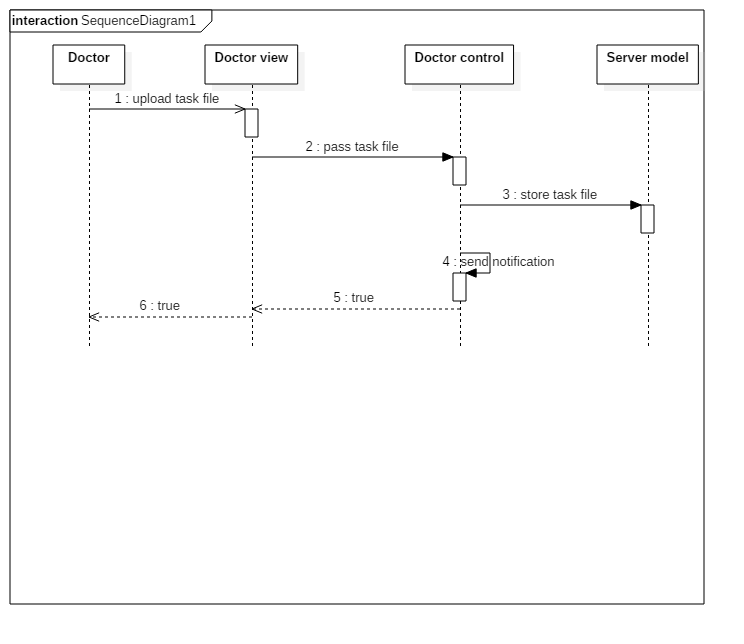 interaction SequenceDiagram1
Doctor
Doctor view
Doctor control
Server model
1 : upload task file
2 : pass task file
3 : store task file
4 : send notification
5 : true
6 : true